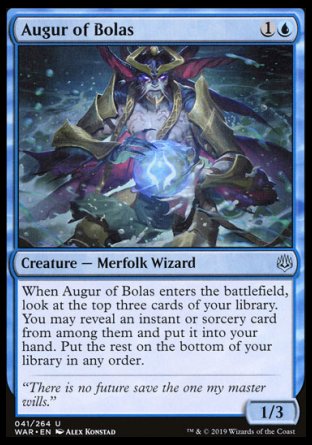 Augur of Bolas 1
Creature — Merfolk Wizard
When Augur of Bolas enters the battlefield,
look at the top three cards of your library.
You may reveal an instant or sorcery card
from among them and put it into your
hand. Put the rest on the bottom of your
library in any order.
"There is no future save the one my master
wills."
1/3
041/264 U
WAR • EN Alex Konstad
™ & © 2019 Wizards of the Coast